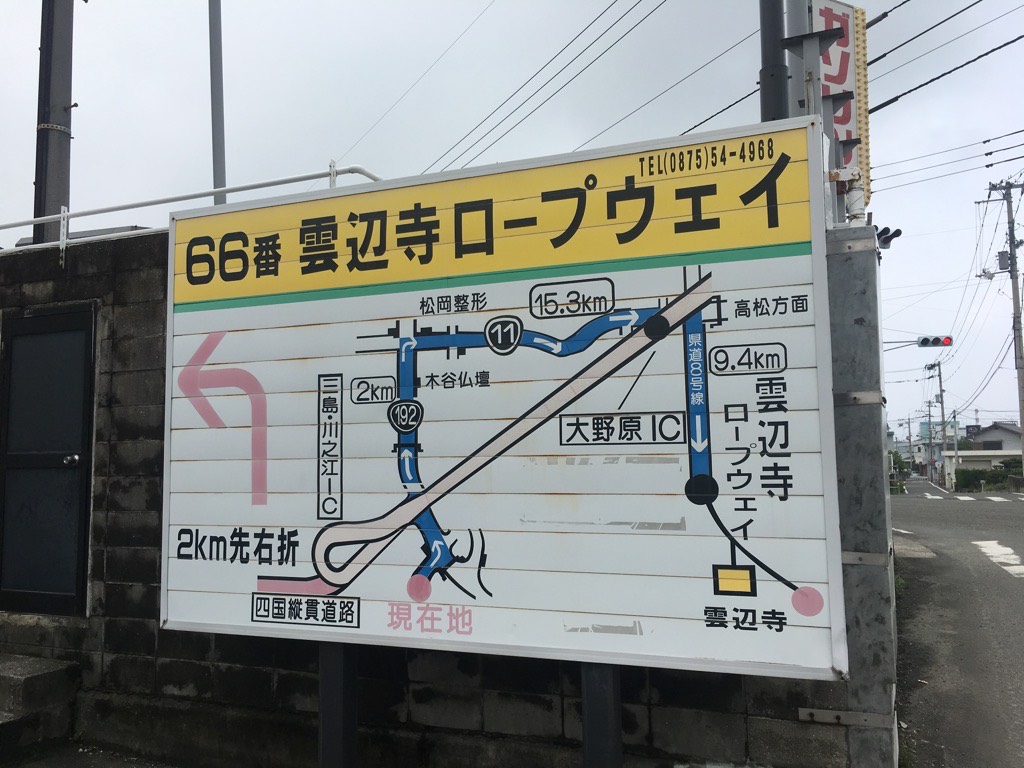 TEL(0875)54-4968
66番 雲辺寺ロープウェイ
松岡整形
15.3km
高松方面
11
木谷仏壇
2km
192
三島・川之江IC
県道8号線
9.4km
大野原IC
雲辺寺
ロープウェイ
2km先右折
四国縦貫道路
現在地
雲辺寺